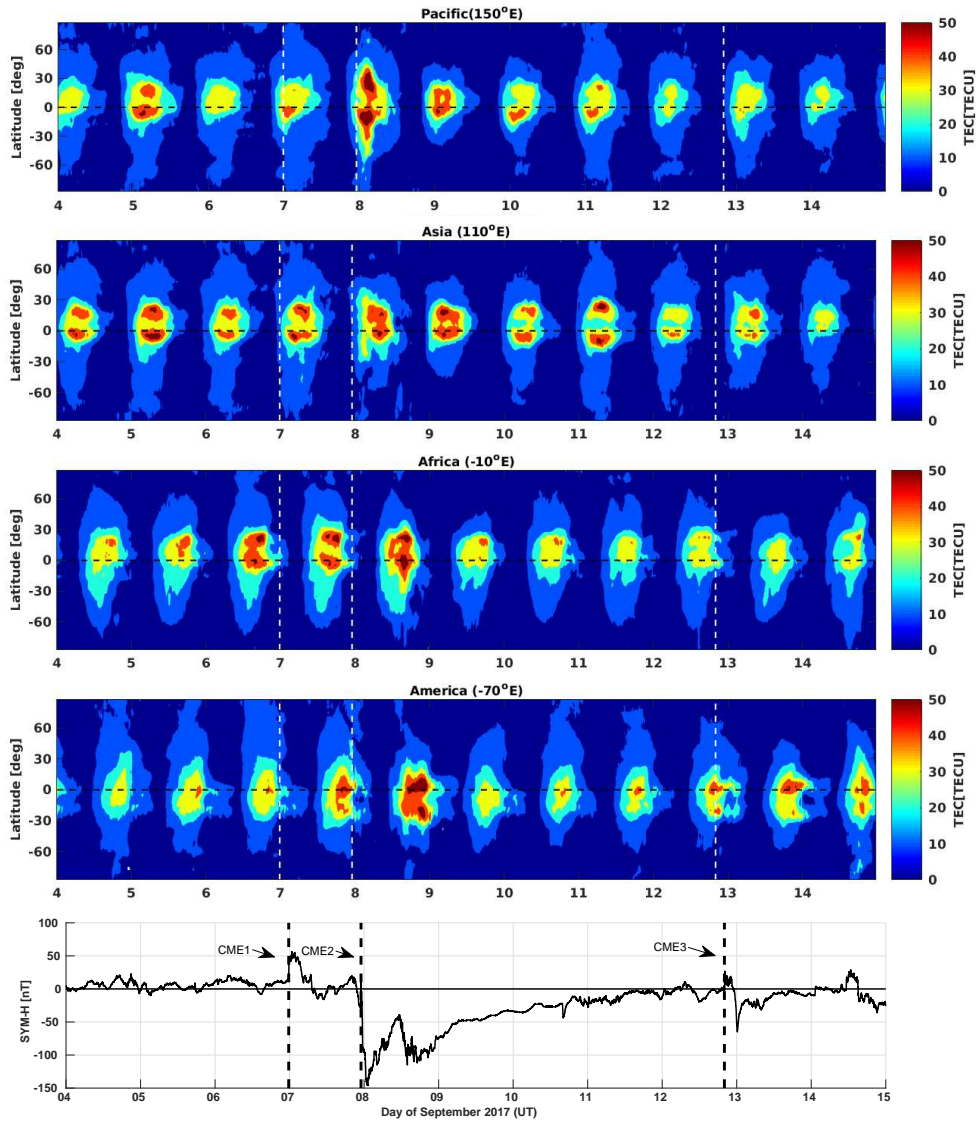 Pacific(150°E)
Latitude [deg]
60
30
0
-30
-60
4 5 6 7 8 9 10 11 12 13 14
50
40
30
20
10
0
TEC[TECU]
Asia (110°E)
Latitude [deg]
60
30
0
-30
-60
4 5 6 7 8 9 10 11 12 13 14
50
40
30
20
10
0
TEC[TECU]
Africa (-10°E)
Latitude [deg]
60
30
0
-30
-60
4 5 6 7 8 9 10 11 12 13 14
50
40
30
20
10
0
TEC[TECU]
America (-70°E)
Latitude [deg]
60
30
0
-30
-60
4 5 6 7 8 9 10 11 12 13 14
50
40
30
20
10
0
TEC[TECU]
SYM-H [nT]
100
50
0
-50
-100
-150
CME1 CME2 CME3
04 05 06 07 08 09 10 11 12 13 14 15
Day of September 2017 (UT)